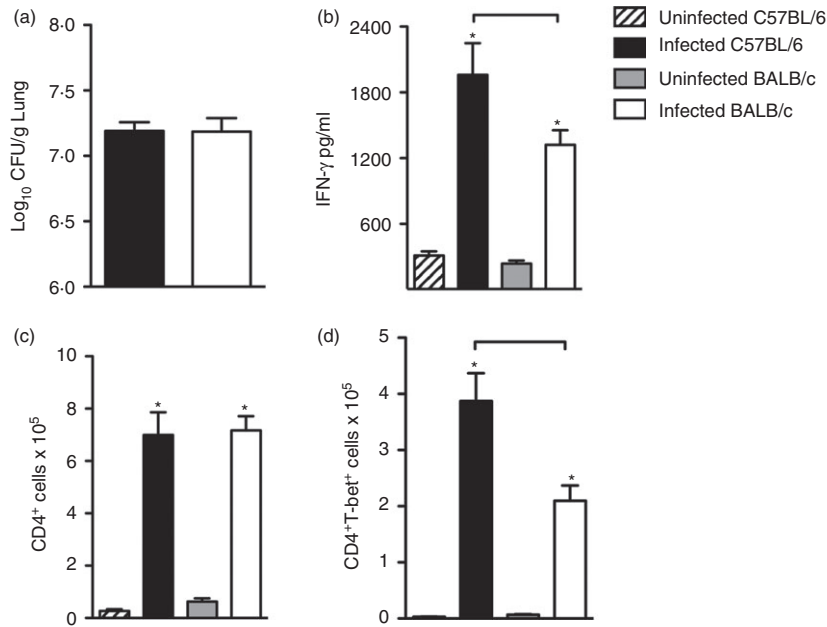 (a)
8·0
7·5
7·0
6·5
6·0
Log10 CFU/g Lung
(b)
2400
1800
1200
600
IFN-γ pg/ml
*
*
Uninfected C57BL/6
Infected C57BL/6
Uninfected BALB/c
Infected BALB/c
(c)
10
8
6
4
2
0
CD4+ cells x 10⁵
*
*
(d)
5
4
3
2
1
0
CD4+T-bet+ cells x 10⁵
*
*